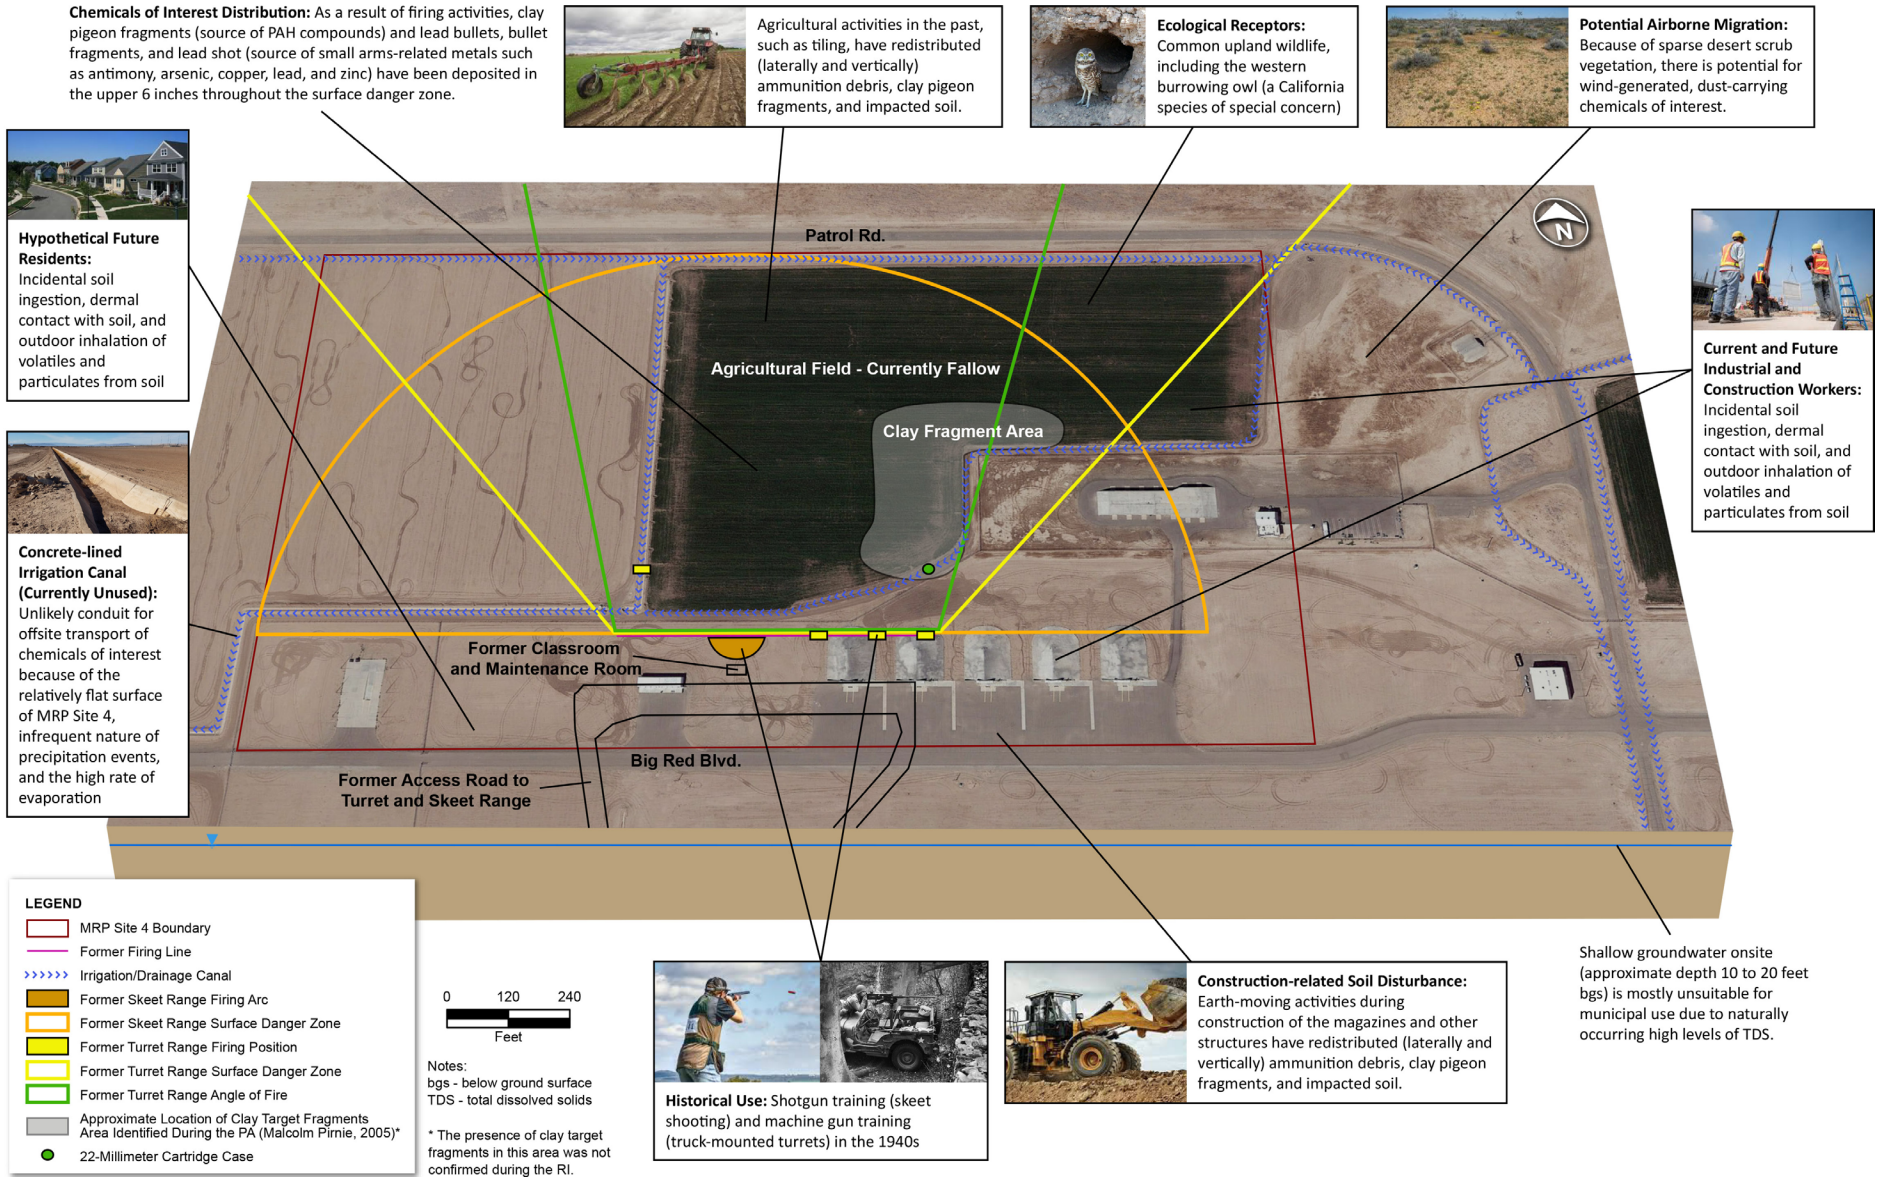 Chemicals of Interest Distribution: As a result of firing activities, clay
pigeon fragments (source of PAH compounds) and lead bullets, bullet
fragments, and lead shot (source of small arms-related metals such
as antimony, arsenic, copper, lead, and zinc) have been deposited in
the upper 6 inches throughout the surface danger zone.
Agricultural activities in the past,
such as tiling, have redistributed
(laterally and vertically)
ammunition debris, clay pigeon
fragments, and impacted soil.
Ecological Receptors:
Common upland wildlife,
including the western
burrowing owl (a California
species of special concern)
Potential Airborne Migration:
Because of sparse desert scrub
vegetation, there is potential for
wind-generated, dust-carrying
chemicals of interest.
Hypothetical Future
Residents:
Incidental soil
ingestion, dermal
contact with soil, and
outdoor inhalation of
volatiles and
particulates from soil
Concrete-lined
Irrigation Canal
(Currently Unused):
Unlikely conduit for
offsite transport of
chemicals of interest
because of the
relatively flat surface
of MRP Site 4,
infrequent nature of
precipitation events,
and the high rate of
evaporation
Patrol Rd.
N
Agricultural Field - Currently Fallow
Clay Fragment Area
Former Classroom
and Maintenance Room
Big Red Blvd.
Former Access Road to
Turret and Skeet Range
Current and Future
Industrial and
Construction Workers:
Incidental soil
ingestion, dermal
contact with soil, and
outdoor inhalation of
volatiles and
particulates from soil
LEGEND
MRP Site 4 Boundary
Former Firing Line
Irrigation/Drainage Canal
Former Skeet Range Firing Arc
Former Skeet Range Surface Danger Zone
Former Turret Range Firing Position
Former Turret Range Surface Danger Zone
Former Turret Range Angle of Fire
Approximate Location of Clay Target Fragments
Area Identified During the PA (Malcolm Pirnie, 2005)*
22-Millimeter Cartridge Case
0 120 240
Feet
Notes:
bgs - below ground surface
TDS - total dissolved solids
* The presence of clay target
fragments in this area was not
confirmed during the RI.
Historical Use: Shotgun training (skeet
shooting) and machine gun training
(truck-mounted turrets) in the 1940s
Construction-related Soil Disturbance:
Earth-moving activities during
construction of the magazines and other
structures have redistributed (laterally and
vertically) ammunition debris, clay pigeon
fragments, and impacted soil.
Shallow groundwater onsite
(approximate depth 10 to 20 feet
bgs) is mostly unsuitable for
municipal use due to naturally
occurring high levels of TDS.